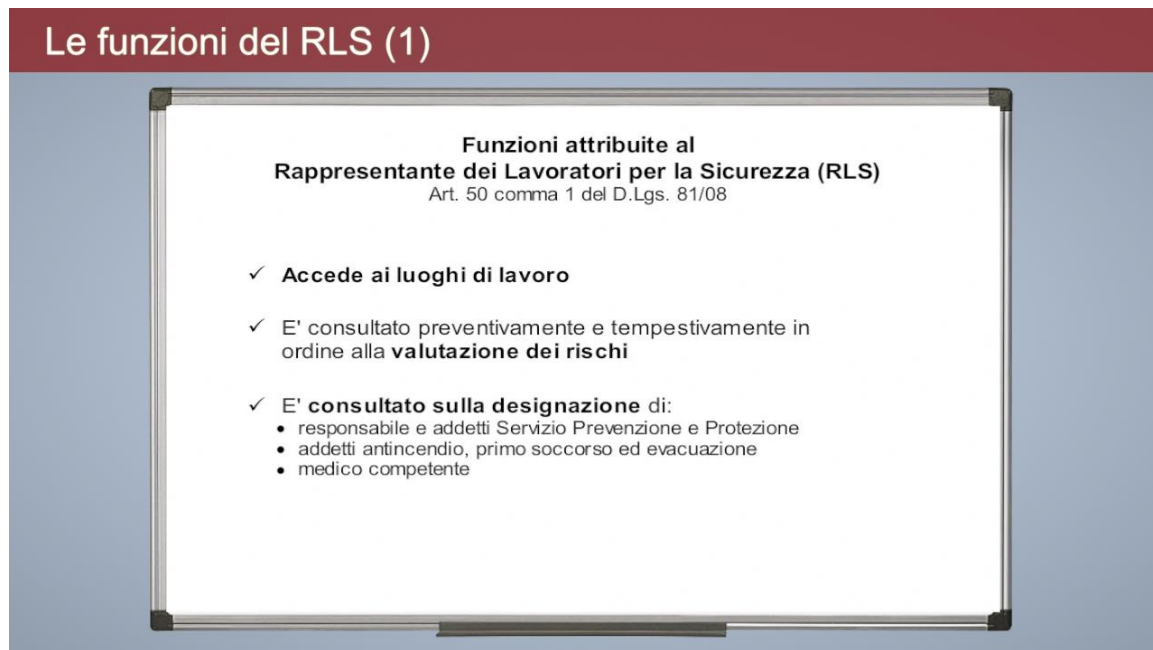 Le funzioni del RLS (1)
Funzioni attribuite al
Rappresentante dei Lavoratori per la Sicurezza (RLS)
Art. 50 comma 1 del D.Lgs. 81/08
✓ Accede ai luoghi di lavoro
✓ E' consultato preventivamente e tempestivamente in
ordine alla valutazione dei rischi
✓ E' consultato sulla designazione di:
• responsabile e addetti Servizio Prevenzione e Protezione
• addetti antincendio, primo soccorso ed evacuazione
• medico competente